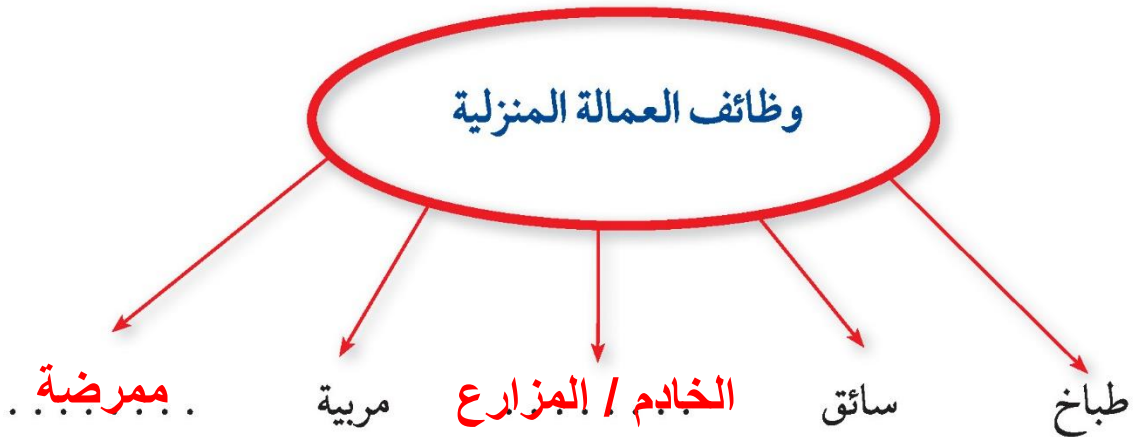 وظائف العمالة المنزلية
طباخ سائق الخادم / المزارع مربية ممرضة